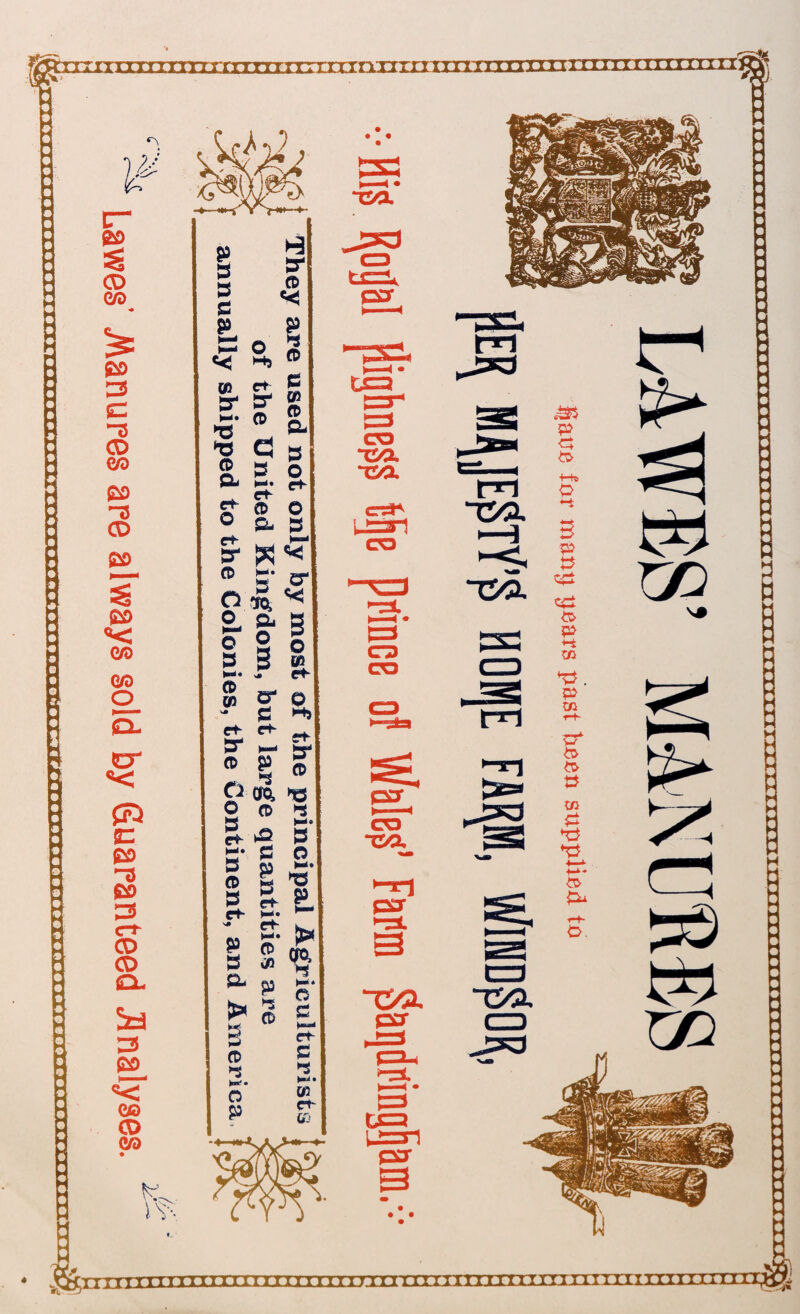 LAWES' MANURES
Have for many years past been supplied to
HER MAJESTY'S HOME FARM, WINDSOR,
His Royal Highness the Prince of Wales' Farm Sandringham.
They are used not only by most of the principal Agriculturists
of the United Kingdom, but large quantities are
annually shipped to the Colonies, the Continent, and America
Lawes' Manures are always sold by Guaranteed Analyses.